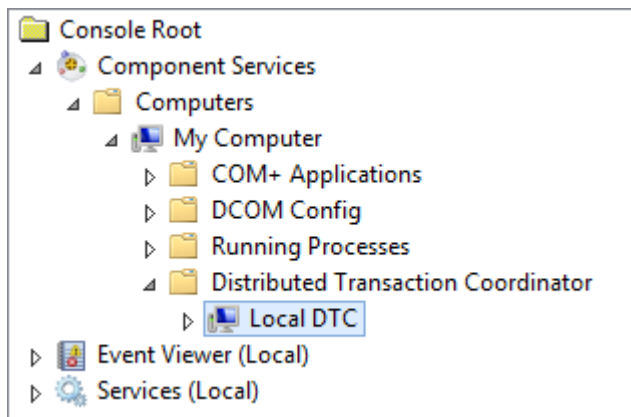 Console Root
Component Services
Computers
My Computer
COM+ Applications
DCOM Config
Running Processes
Distributed Transaction Coordinator
Local DTC
Event Viewer (Local)
Services (Local)